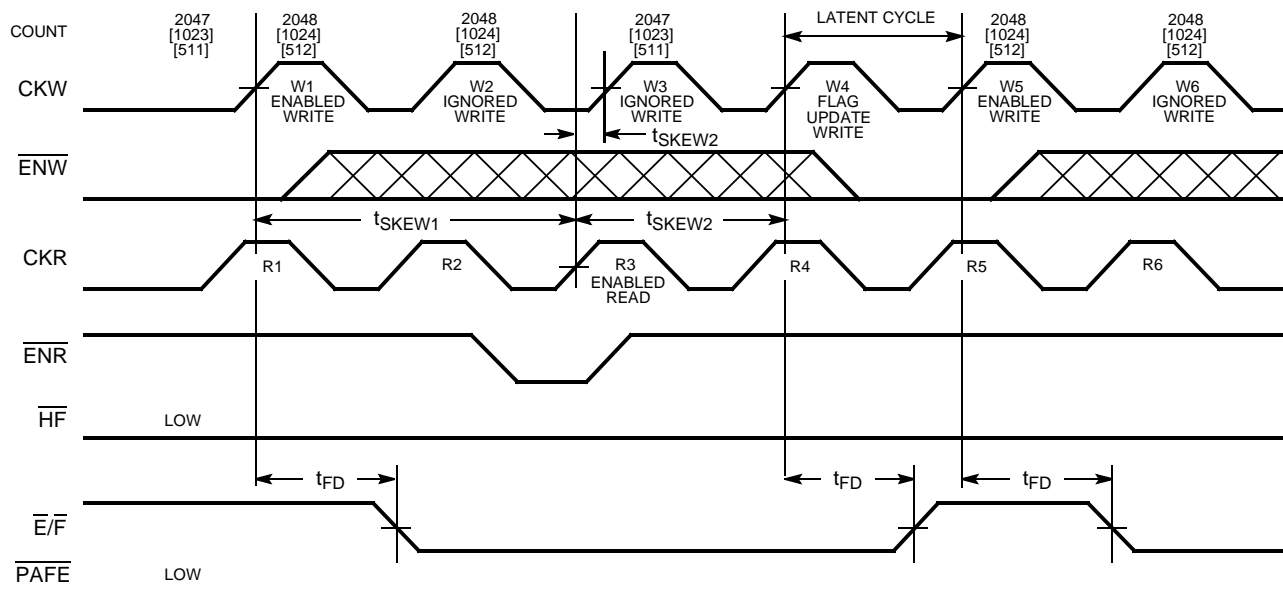 COUNT
2047
[1023]
[511]
2048
[1024]
[512]
2048
[1024]
[512]
2047
[1023]
[511]
LATENT CYCLE
2048
[1024]
[512]
2048
[1024]
[512]
CKW
W1
ENABLED
WRITE
W2
IGNORED
WRITE
W3
IGNORED
WRITE
W4
FLAG
UPDATE
WRITE
W5
ENABLED
WRITE
W6
IGNORED
WRITE
tSKEW2
ENW
tSKEW1
tSKEW2
CKR
R1
R2
R3
ENABLED
READ
R4
R5
R6
ENR
HF
LOW
tFD
tFD
tFD
E/F
PAFE
LOW